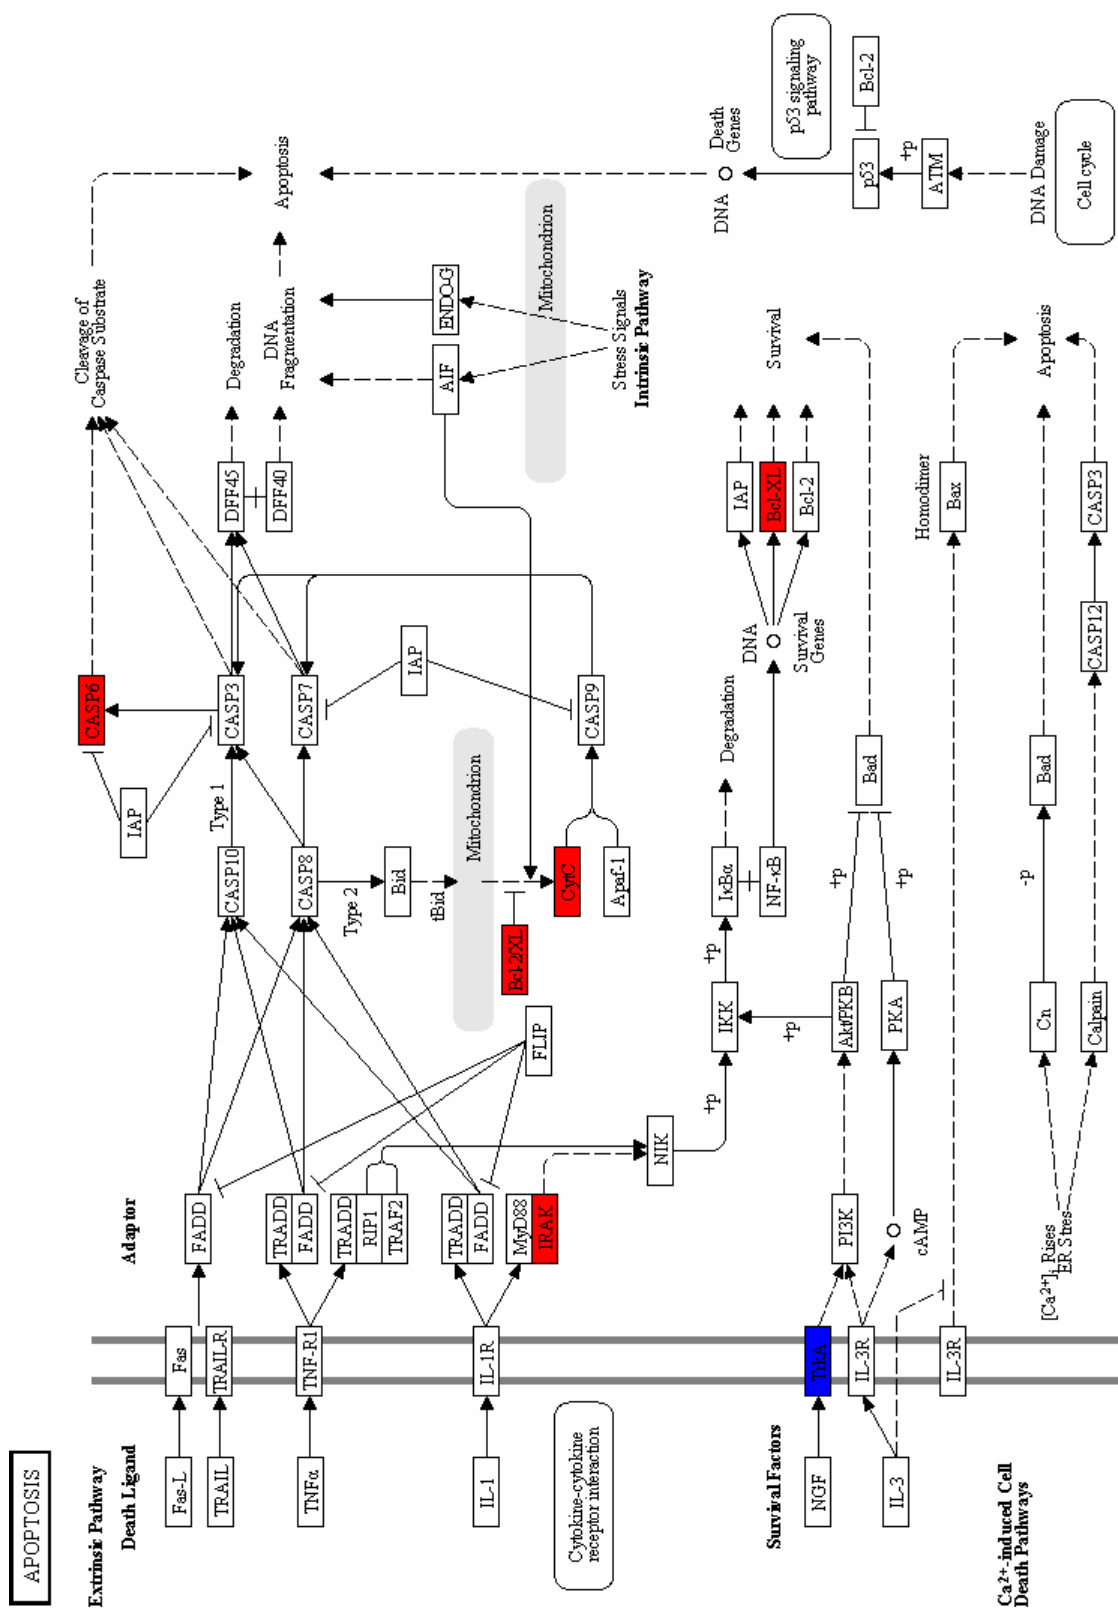 APOPTOSIS
Extrinsic Pathway
Death Ligand
Adaptor
Fas-L
Fas
FADD
TRAIL
TRAIL-R
TNFα
TNF-R1
TRADD
FADD
TRADD
RIP1
TRAF2
IL-1
IL-1R
TRADD
FADD
MyD88
IRAK
Cytokine-cytokine
receptor interaction
FLIP
NIK
IAP
CASP6
CASP10
Type 1
CASP3
CASP8
CASP7
Type 2
Bid
tBid
Mitochondrion
Bcl-2/XL
CytC
Apaf-1
IAP
CASP9
Cleavage of
Caspase Substrate
DFF45
Degradation
DFF40
DNA
Fragmentation
Apoptosis
AIF
ENDO-G
Mitochondrion
Stress Signals
Intrinsic Pathway
+p
IKK
+p
IκBα
Degradation
NF-κB
DNA
Survival
Genes
IAP
Bcl-XL
Bcl-2
Survival
DNA
Death
Genes
p53 signaling
pathway
p53
Bcl-2
+p
ATM
DNA Damage
Cell cycle
Survival Factors
NGF
TrkA
PI3K
+p
Akt/PKB
+p
Bad
IL-3
IL-3R
cAMP
PKA
+p
IL-3R
Homodimer
Bax
Apoptosis
Ca2+-induced Cell
Death Pathways
[Ca2+]i Rises
ER Stres
Cn
-p
Bad
Calpain
CASP12
CASP3